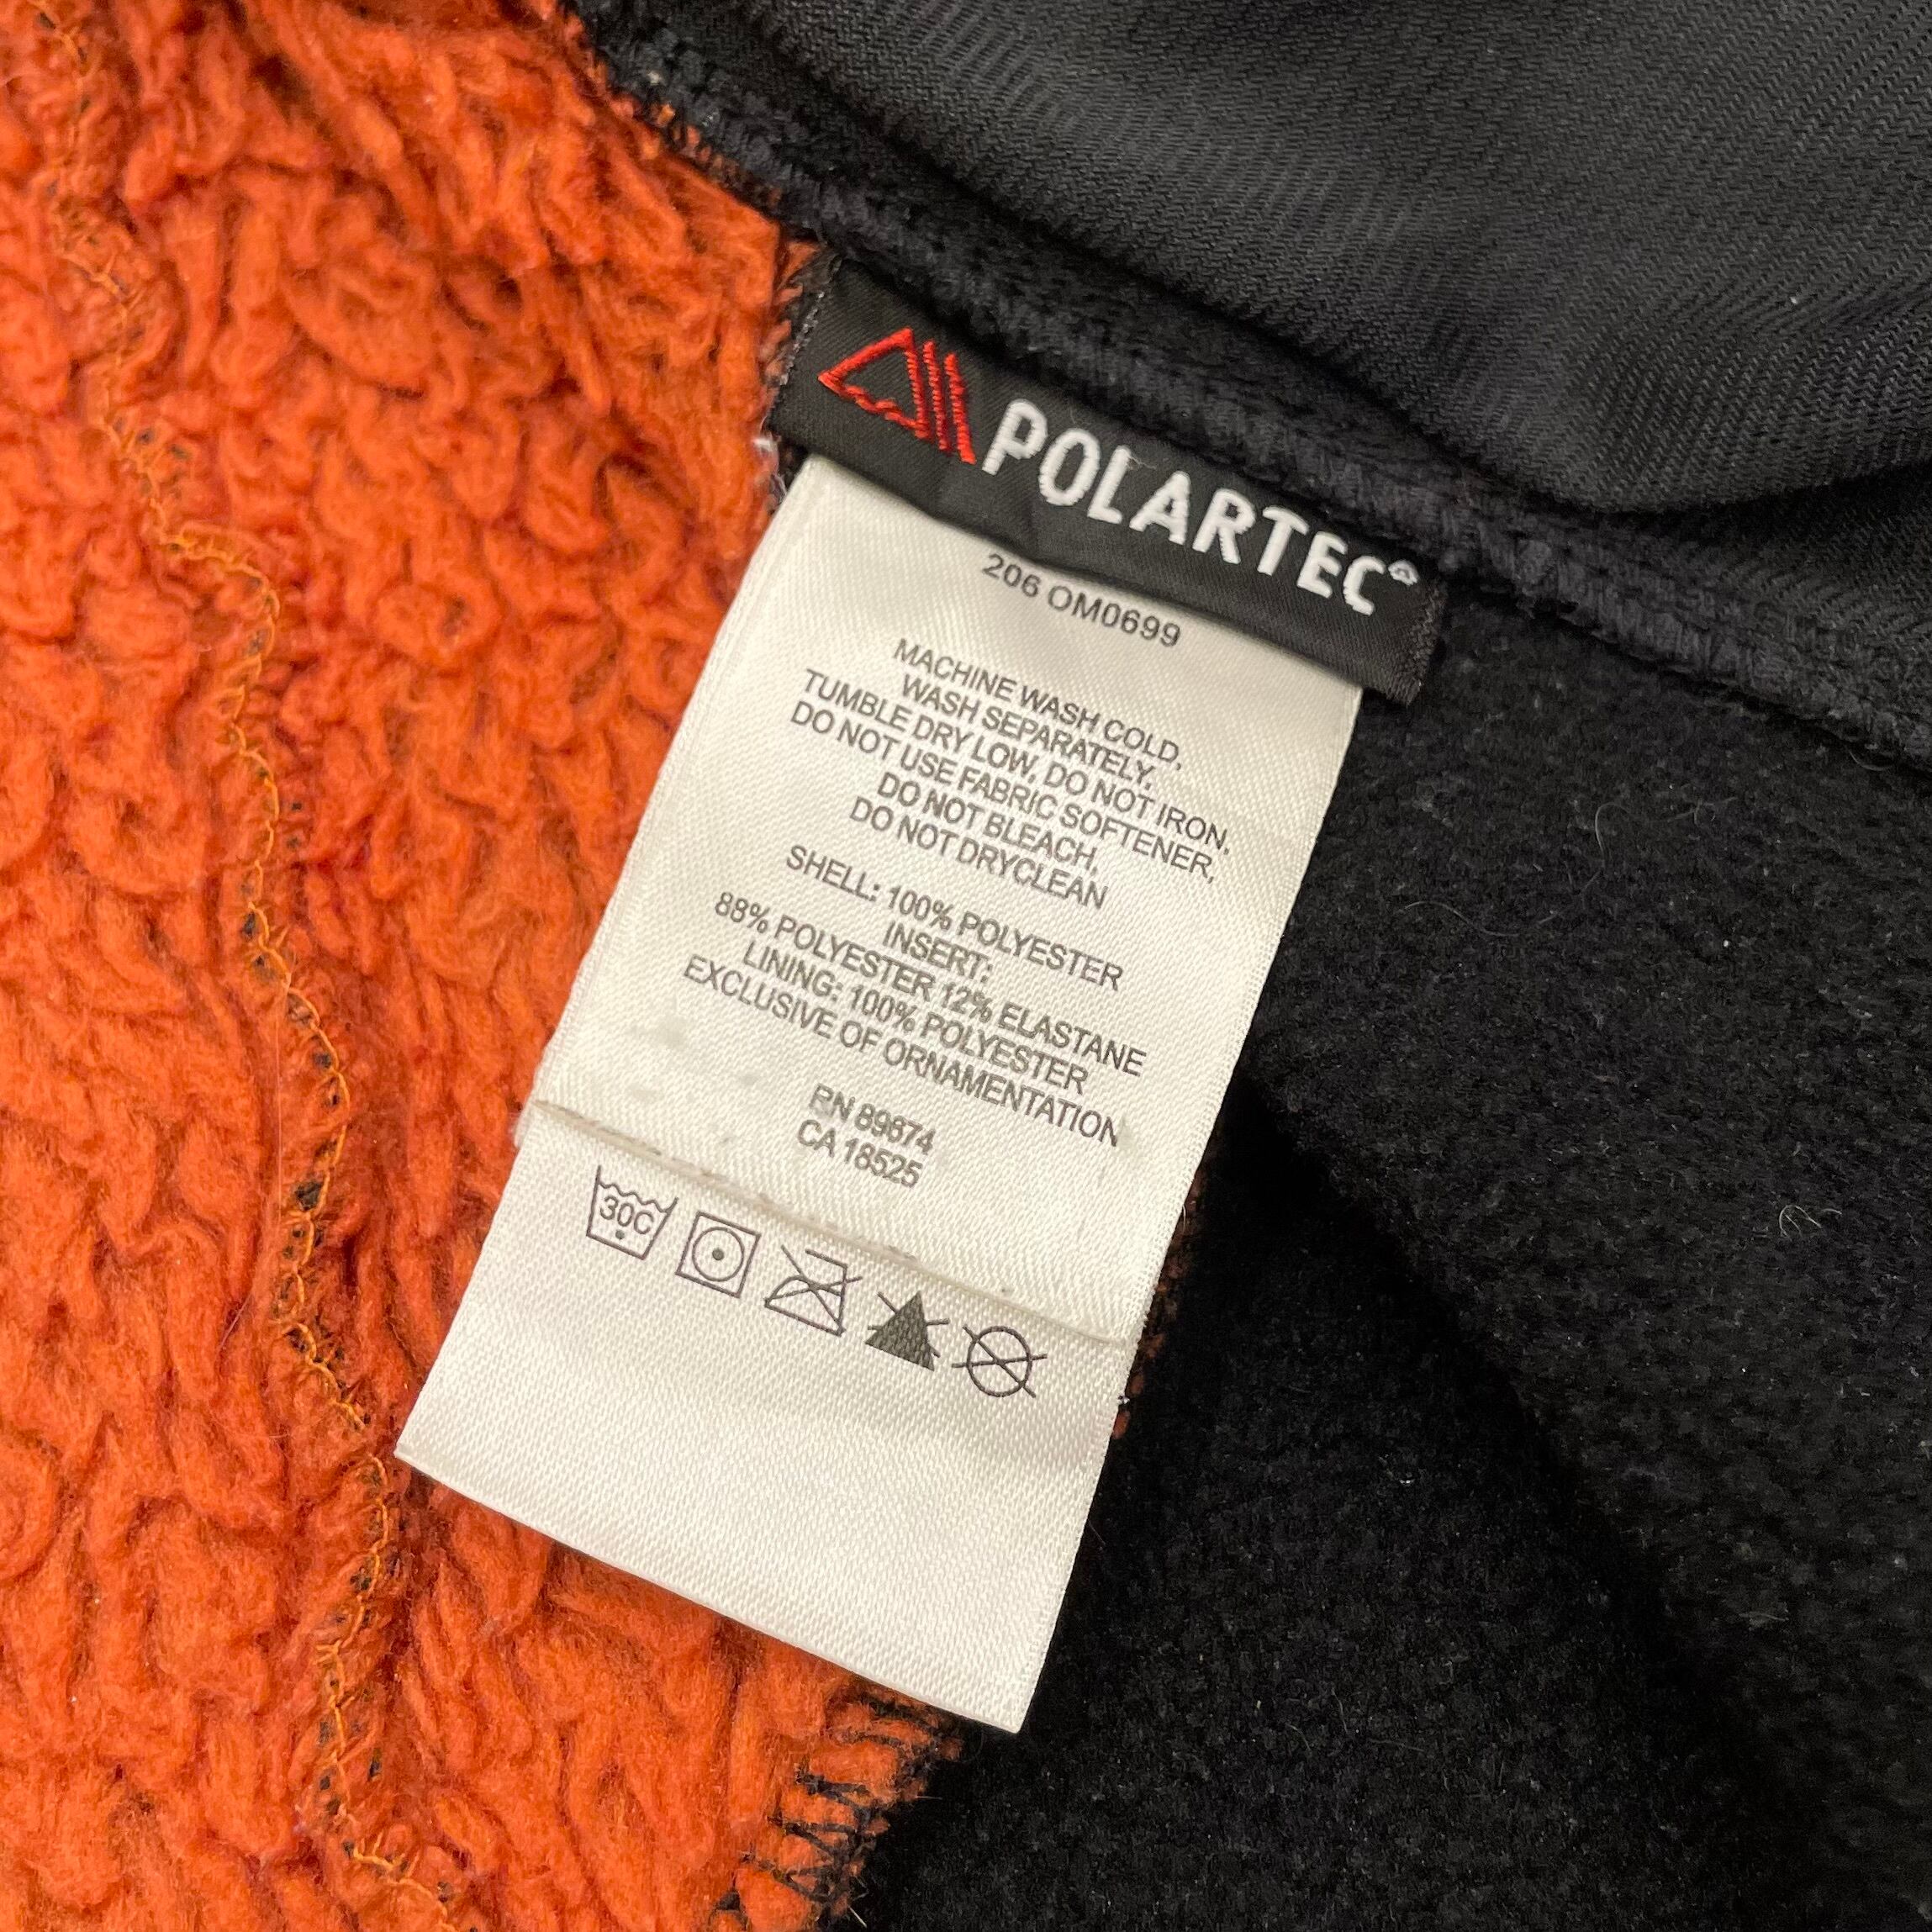 POLARTEC®
206 OM0699
MACHINE WASH COLD,
WASH SEPARATELY,
TUMBLE DRY LOW, DO NOT IRON,
DO NOT USE FABRIC SOFTENER,
DO NOT BLEACH,
DO NOT DRYCLEAN
SHELL: 100% POLYESTER
INSERT:
88% POLYESTER 12% ELASTANE
LINING: 100% POLYESTER
EXCLUSIVE OF ORNAMENTATION
RN 89674
CA 18525
30C